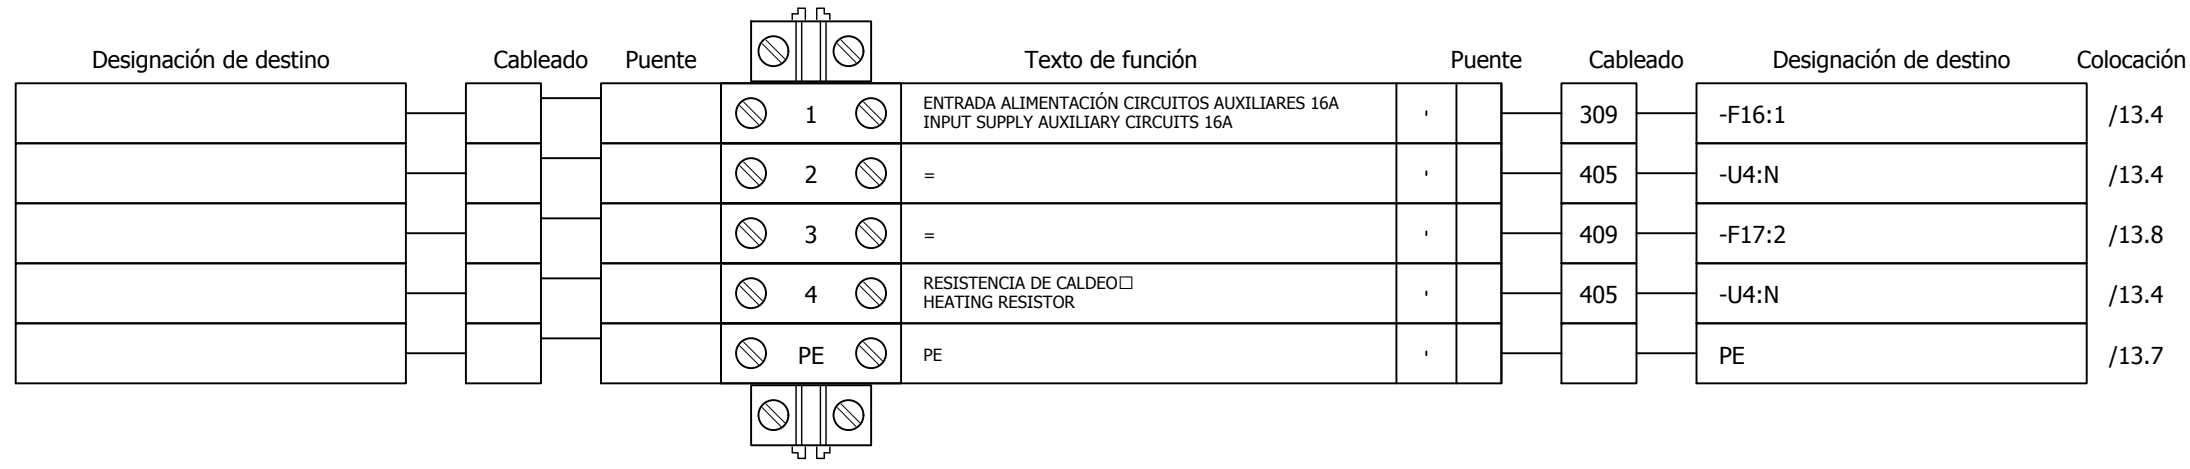 Designación de destino Cableado Puente Texto de función Puente Cableado Designación de destino Colocación
1 ENTRADA ALIMENTACIÓN CIRCUITOS AUXILIARES 16A
INPUT SUPPLY AUXILIARY CIRCUITS 16A ' 309 -F16:1 /13.4
2 = ' 405 -U4:N /13.4
3 = ' 409 -F17:2 /13.8
4 RESISTENCIA DE CALDEO□
HEATING RESISTOR ' 405 -U4:N /13.4
PE PE ' PE /13.7